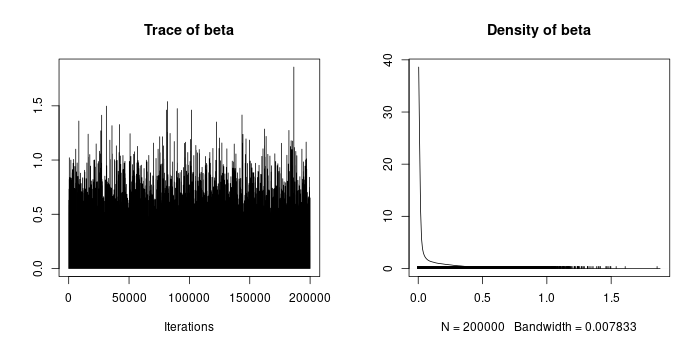 Trace of beta
1.5
1.0
0.5
0.0
0 50000 100000 150000 200000
Iterations
Density of beta
40
30
20
10
0
0.0 0.5 1.0 1.5
N = 200000 Bandwidth = 0.007833